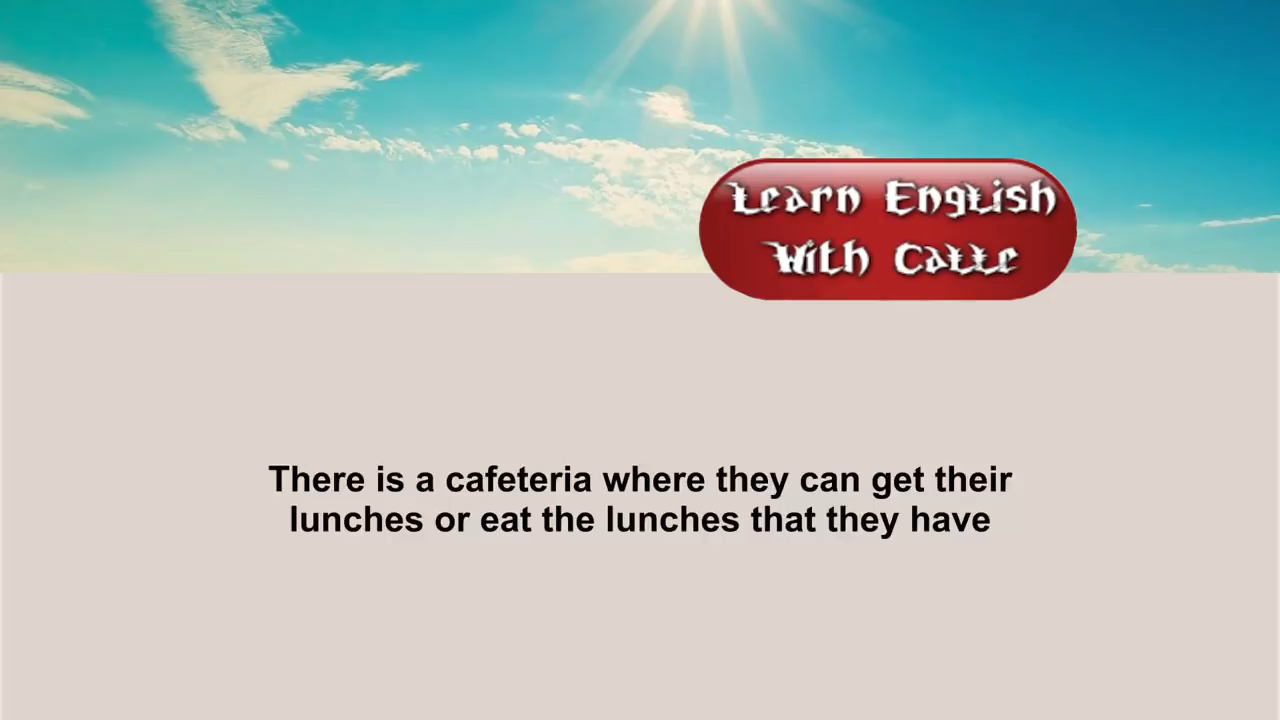 Learn English
With Calle
There is a cafeteria where they can get their
lunches or eat the lunches that they have